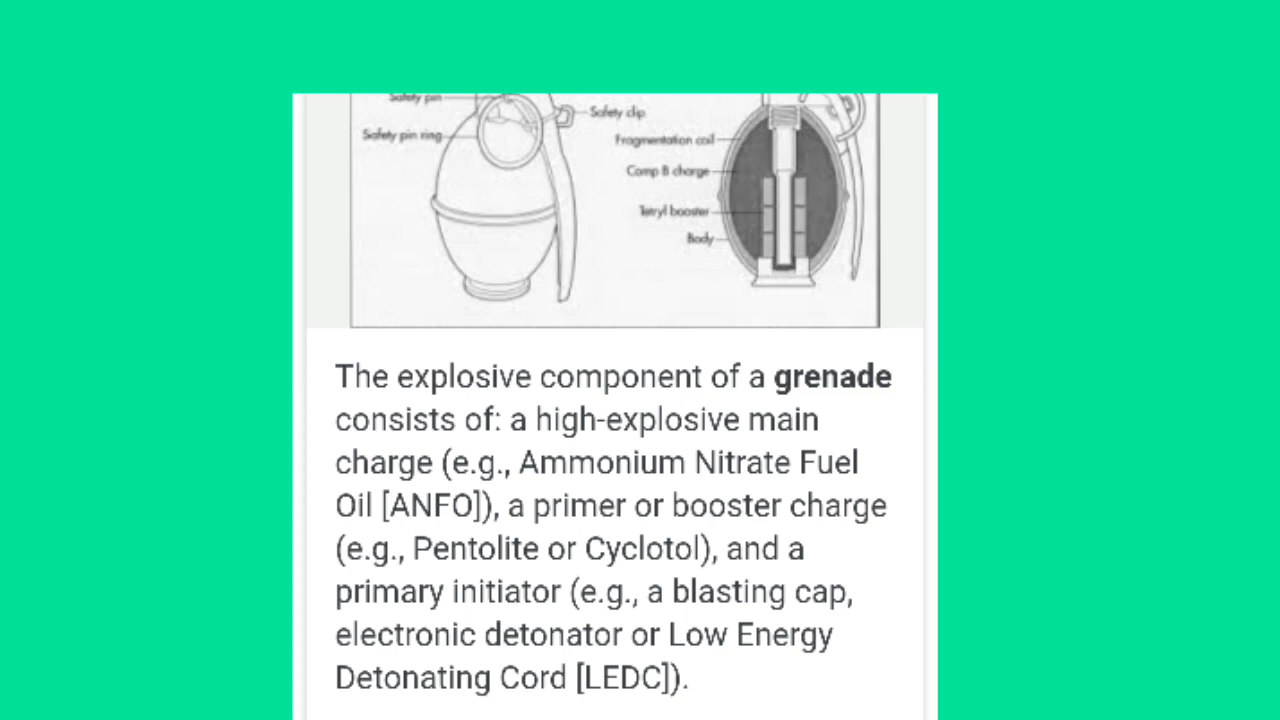 Safety pin
Safety clip
Safety pin ring
Fragmentation coil
Comp B charge
Tetryl booster
Body
The explosive component of a grenade
consists of: a high-explosive main
charge (e.g., Ammonium Nitrate Fuel
Oil [ANFO]), a primer or booster charge
(e.g., Pentolite or Cyclotol), and a
primary initiator (e.g., a blasting cap,
electronic detonator or Low Energy
Detonating Cord [LEDC]).